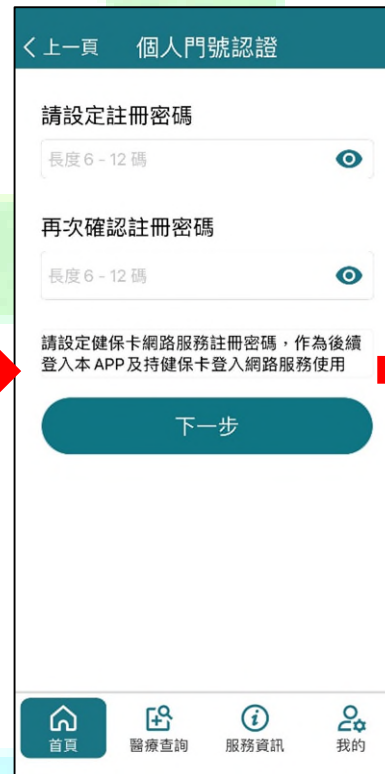 上一頁 個人門號認證
請設定註冊密碼
長度 6 - 12 碼
再次確認註冊密碼
長度 6 - 12 碼
請設定健保卡網路服務註冊密碼，作為後續
登入本 APP 及持健保卡登入網路服務使用
下一步
首頁 醫療查詢 服務資訊 我的